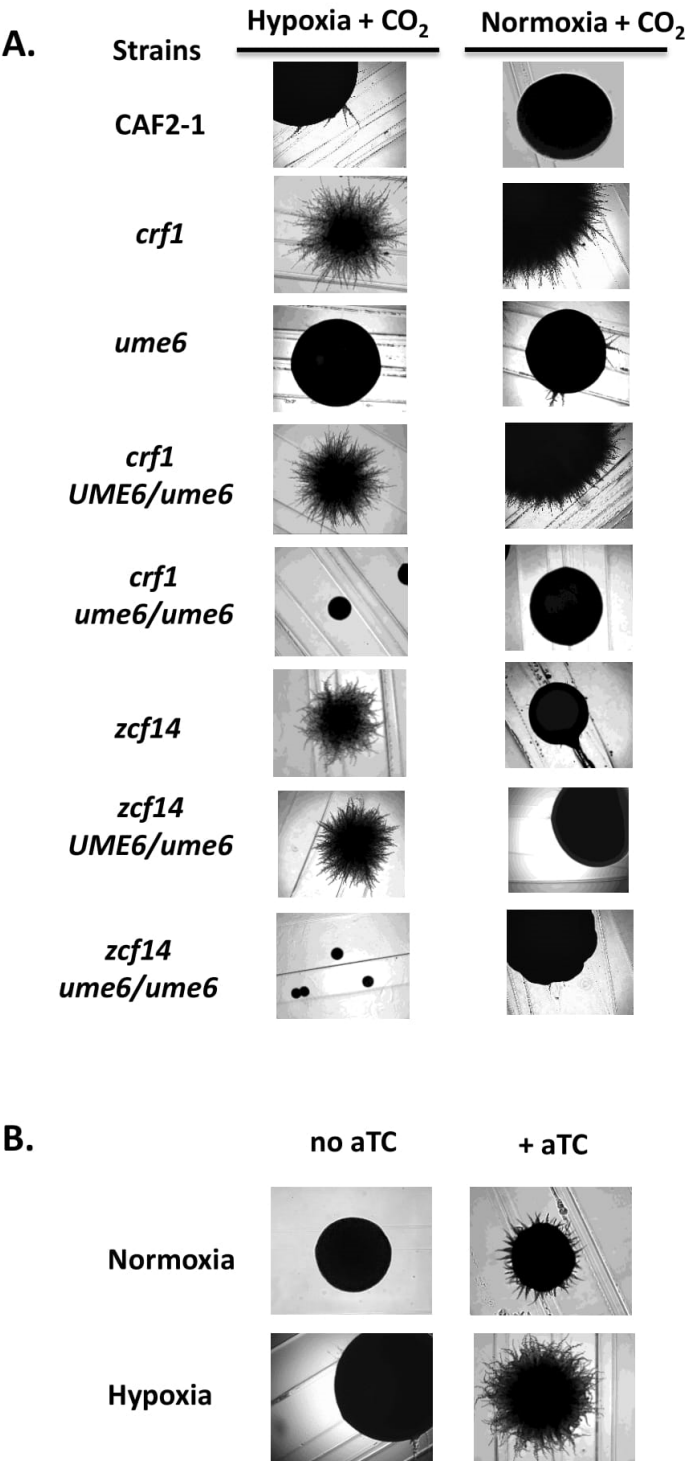 A.
Strains
Hypoxia + CO₂
Normoxia + CO₂
CAF2-1
crf1
ume6
crf1
UME6/ume6
crf1
ume6/ume6
zcf14
zcf14
UME6/ume6
zcf14
ume6/ume6
B.
no aTC
+ aTC
Normoxia
Hypoxia